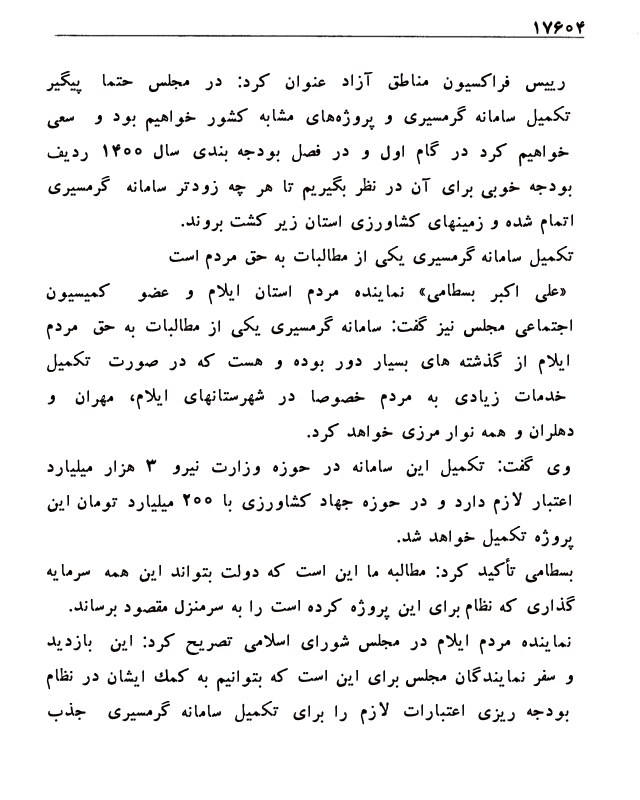 ۱۷۶۰۴
رییس فراکسیون مناطق آزاد عنوان کرد: در مجلس حتما پیگیر
تکمیل سامانه گرمسیری و پروژه‌های مشابه کشور خواهیم بود و سعی
خواهیم کرد در گام اول و در فصل بودجه بندی سال ۱۴۰۰ ردیف
بودجه خوبی برای آن در نظر بگیریم تا هر چه زودتر سامانه گرمسیری
اتمام شده و زمینهای کشاورزی استان زیر کشت بروند.
تکمیل سامانه گرمسیری یکی از مطالبات به حق مردم است
«علی اکبر بسطامی» نماینده مردم استان ایلام و عضو کمیسیون
اجتماعی مجلس نیز گفت: سامانه گرمسیری یکی از مطالبات به حق مردم
ایلام از گذشته های بسیار دور بوده و هست که در صورت تکمیل
خدمات زیادی به مردم خصوصا در شهرستانهای ایلام، مهران و
دهلران و همه نوار مرزی خواهد کرد.
وی گفت: تکمیل این سامانه در حوزه وزارت نیرو ۳ هزار میلیارد
اعتبار لازم دارد و در حوزه جهاد کشاورزی با ۲۰۰ میلیارد تومان این
پروژه تکمیل خواهد شد.
بسطامی تأکید کرد: مطالبه ما این است که دولت بتواند این همه سرمایه
گذاری که نظام برای این پروژه کرده است را به سرمنزل مقصود برساند.
نماینده مردم ایلام در مجلس شورای اسلامی تصریح کرد: این بازدید
و سفر نمایندگان مجلس برای این است که بتوانیم به کمك ایشان در نظام
بودجه ریزی اعتبارات لازم را برای تکمیل سامانه گرمسیری جذب